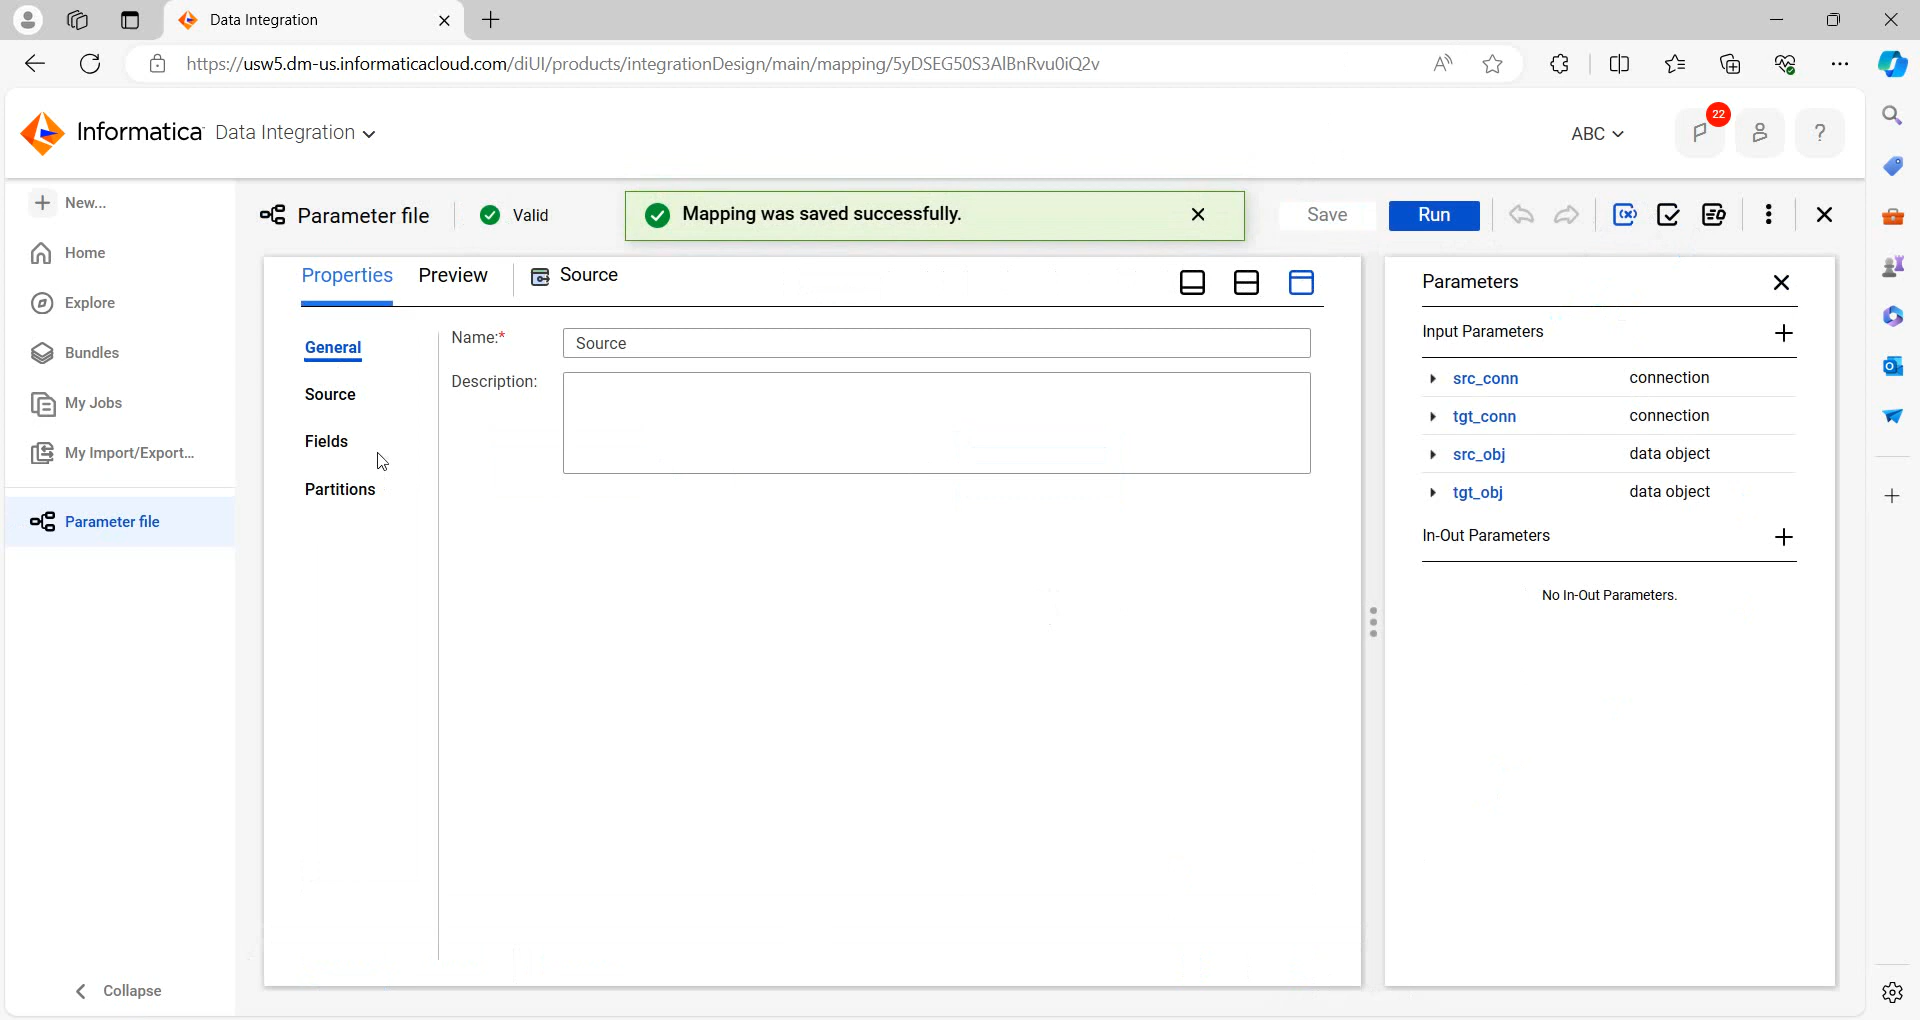 Data Integration
https://usw5.dm-us.informaticacloud.com/diUI/products/integrationDesign/main/mapping/5yDSEG50S3AlBnRvu0iQ2v
Informatica Data Integration
ABC
22
?
New...
Home
Explore
Bundles
My Jobs
My Import/Export...
Parameter file
Collapse
Parameter file
Valid
Mapping was saved successfully.
Save
Run
Properties
Preview
Source
General
Source
Fields
Partitions
Name:*
Source
Description:
Parameters
Input Parameters
src_conn connection
tgt_conn connection
src_obj data object
tgt_obj data object
In-Out Parameters
No In-Out Parameters.